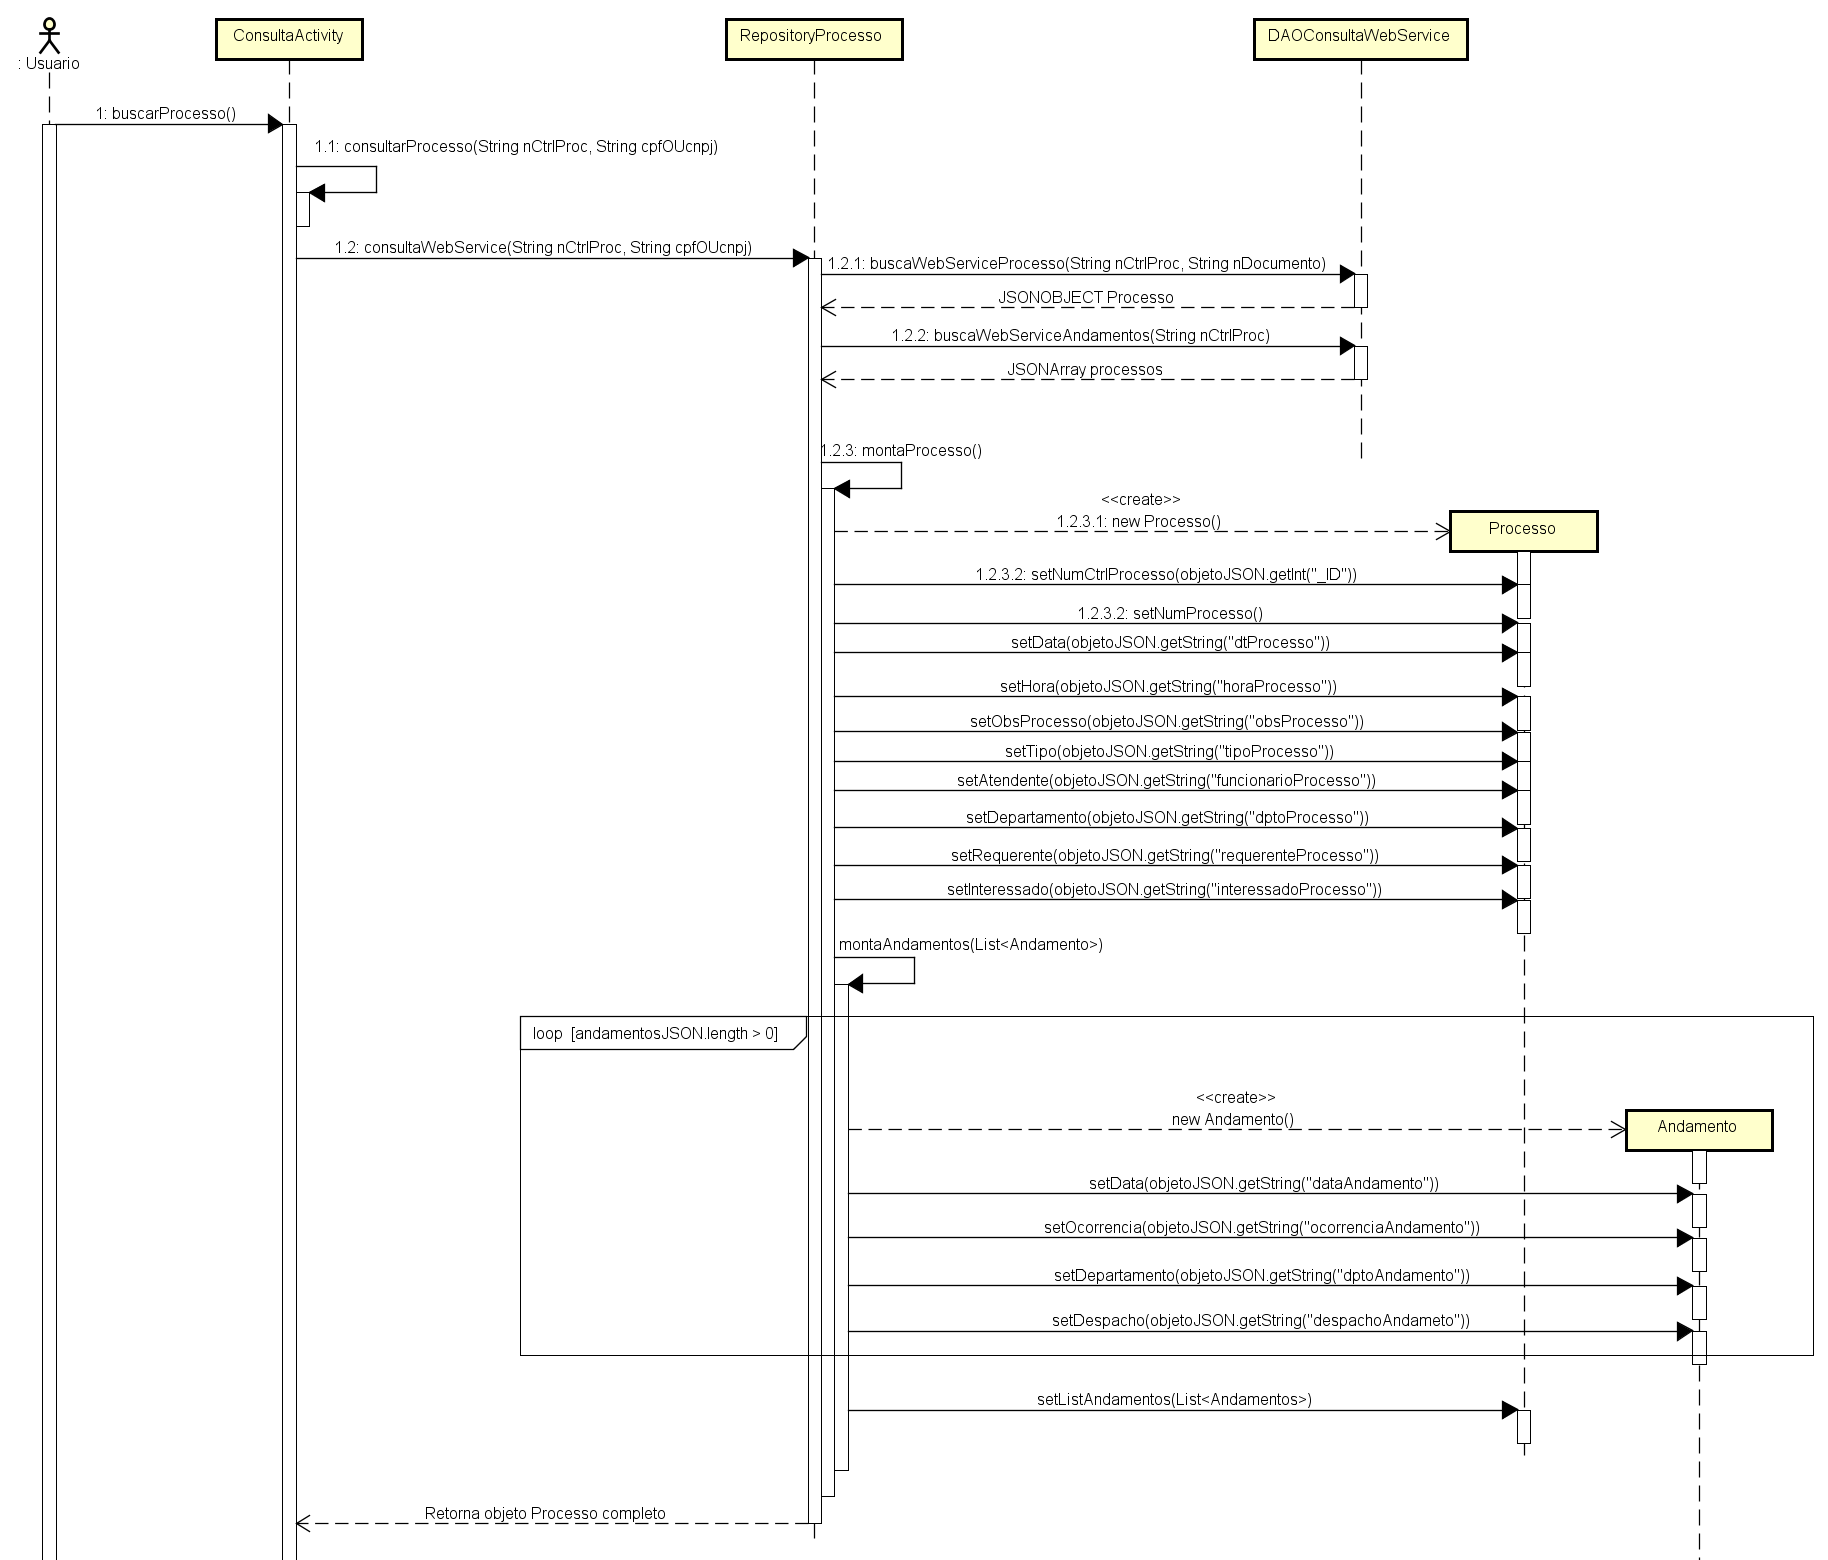 : Usuario
ConsultaActivity
RepositoryProcesso
DAOConsultaWebService
1: buscarProcesso()
1.1: consultarProcesso(String nCtrlProc, String cpfOUcnpj)
1.2: consultaWebService(String nCtrlProc, String cpfOUcnpj)
1.2.1: buscaWebServiceProcesso(String nCtrlProc, String nDocumento)
JSONOBJECT Processo
1.2.2: buscaWebServiceAndamentos(String nCtrlProc)
JSONArray processos
1.2.3: montaProcesso()
<<create>>
1.2.3.1: new Processo()
Processo
1.2.3.2: setNumCtrlProcesso(objetoJSON.getInt("_ID"))
1.2.3.2: setNumProcesso()
setData(objetoJSON.getString("dtProcesso"))
setHora(objetoJSON.getString("horaProcesso"))
setObsProcesso(objetoJSON.getString("obsProcesso"))
setTipo(objetoJSON.getString("tipoProcesso"))
setAtendente(objetoJSON.getString("funcionarioProcesso"))
setDepartamento(objetoJSON.getString("dptoProcesso"))
setRequerente(objetoJSON.getString("requerenteProcesso"))
setInteressado(objetoJSON.getString("interessadoProcesso"))
montaAndamentos(List<Andamento>)
loop [andamentosJSON.length > 0]
<<create>>
new Andamento()
Andamento
setData(objetoJSON.getString("dataAndamento"))
setOcorrencia(objetoJSON.getString("ocorrenciaAndamento"))
setDepartamento(objetoJSON.getString("dptoAndamento"))
setDespacho(objetoJSON.getString("despachoAndameto"))
setListAndamentos(List<Andamentos>)
Retorna objeto Processo completo